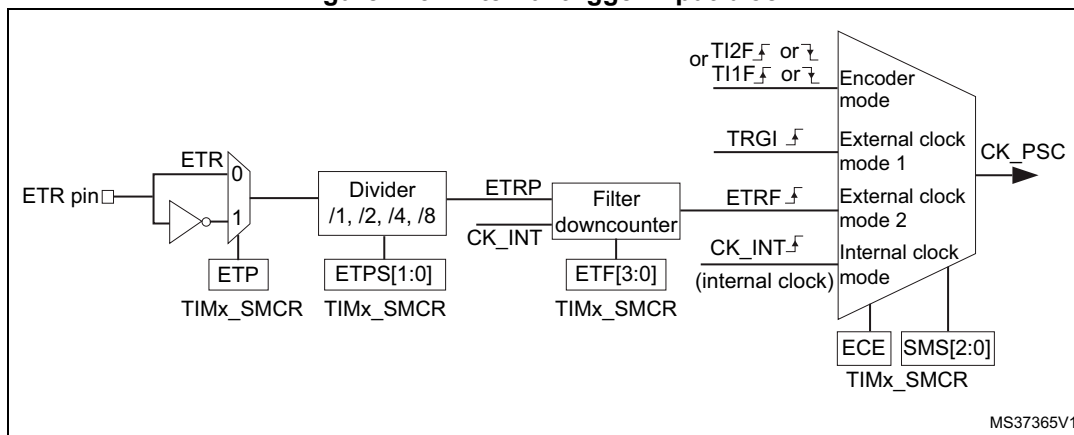 or TI2F or
TI1F or
Encoder
mode
TRGI
External clock
mode 1
CK_PSC
ETR
0
ETR pin
1
Divider
/1, /2, /4, /8
ETRP
CK_INT
Filter
downcounter
ETRF
External clock
mode 2
CK_INT
(internal clock)
Internal clock
mode
ETP
TIMx_SMCR
ETPS[1:0]
TIMx_SMCR
ETF[3:0]
TIMx_SMCR
ECE
SMS[2:0]
TIMx_SMCR
MS37365V1